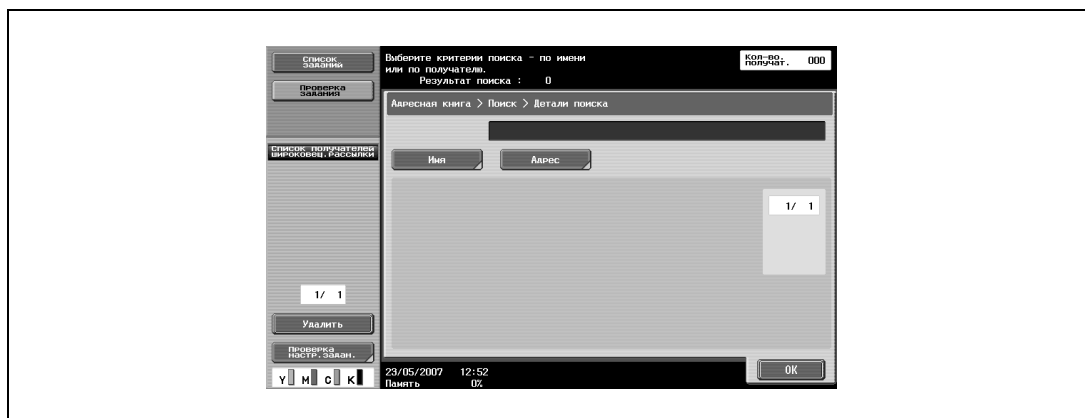 Список
заданий
Проверка
задания
Список получателей
широковец.рассылки
1/ 1
Удалить
Проверка
настр.задан.
Y M C K
Выберите критерии поиска - по имени
или по получателю.
Результат поиска : 0
Кол-во.
получат. 000
Адресная книга > Поиск > Детали поиска
Имя Адрес
1/ 1
23/05/2007 12:52
Память 0%
OK